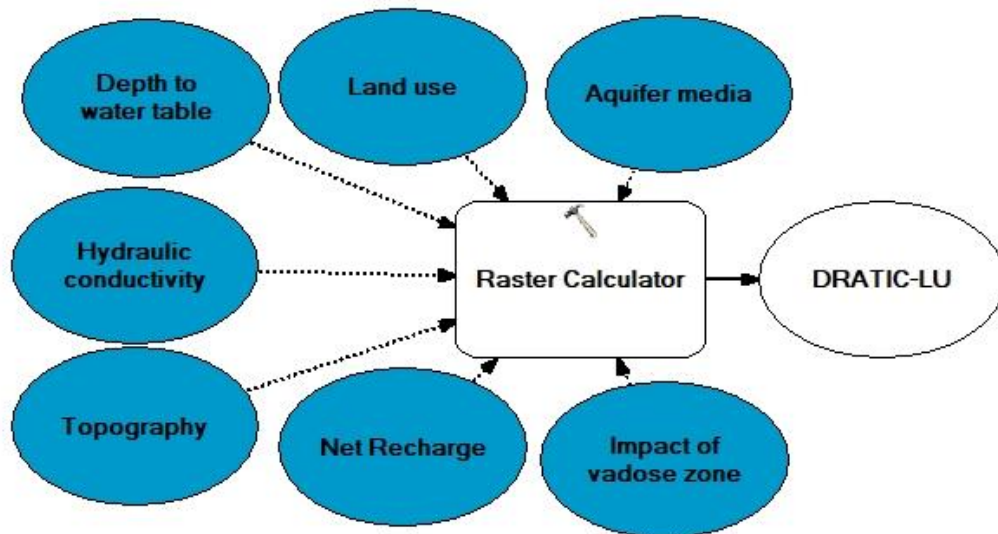 Depth to
water table
Land use
Aquifer media
Hydraulic
conductivity
Raster Calculator
DRATIC-LU
Topography
Net Recharge
Impact of
vadose zone